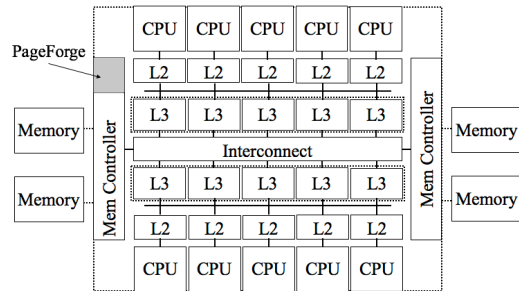 CPU CPU CPU CPU CPU
PageForge
L2 L2 L2 L2 L2
L3 L3 L3 L3 L3
Memory
Memory
Mem Controller
Interconnect
Mem Controller
Memory
Memory
L3 L3 L3 L3 L3
L2 L2 L2 L2 L2
CPU CPU CPU CPU CPU